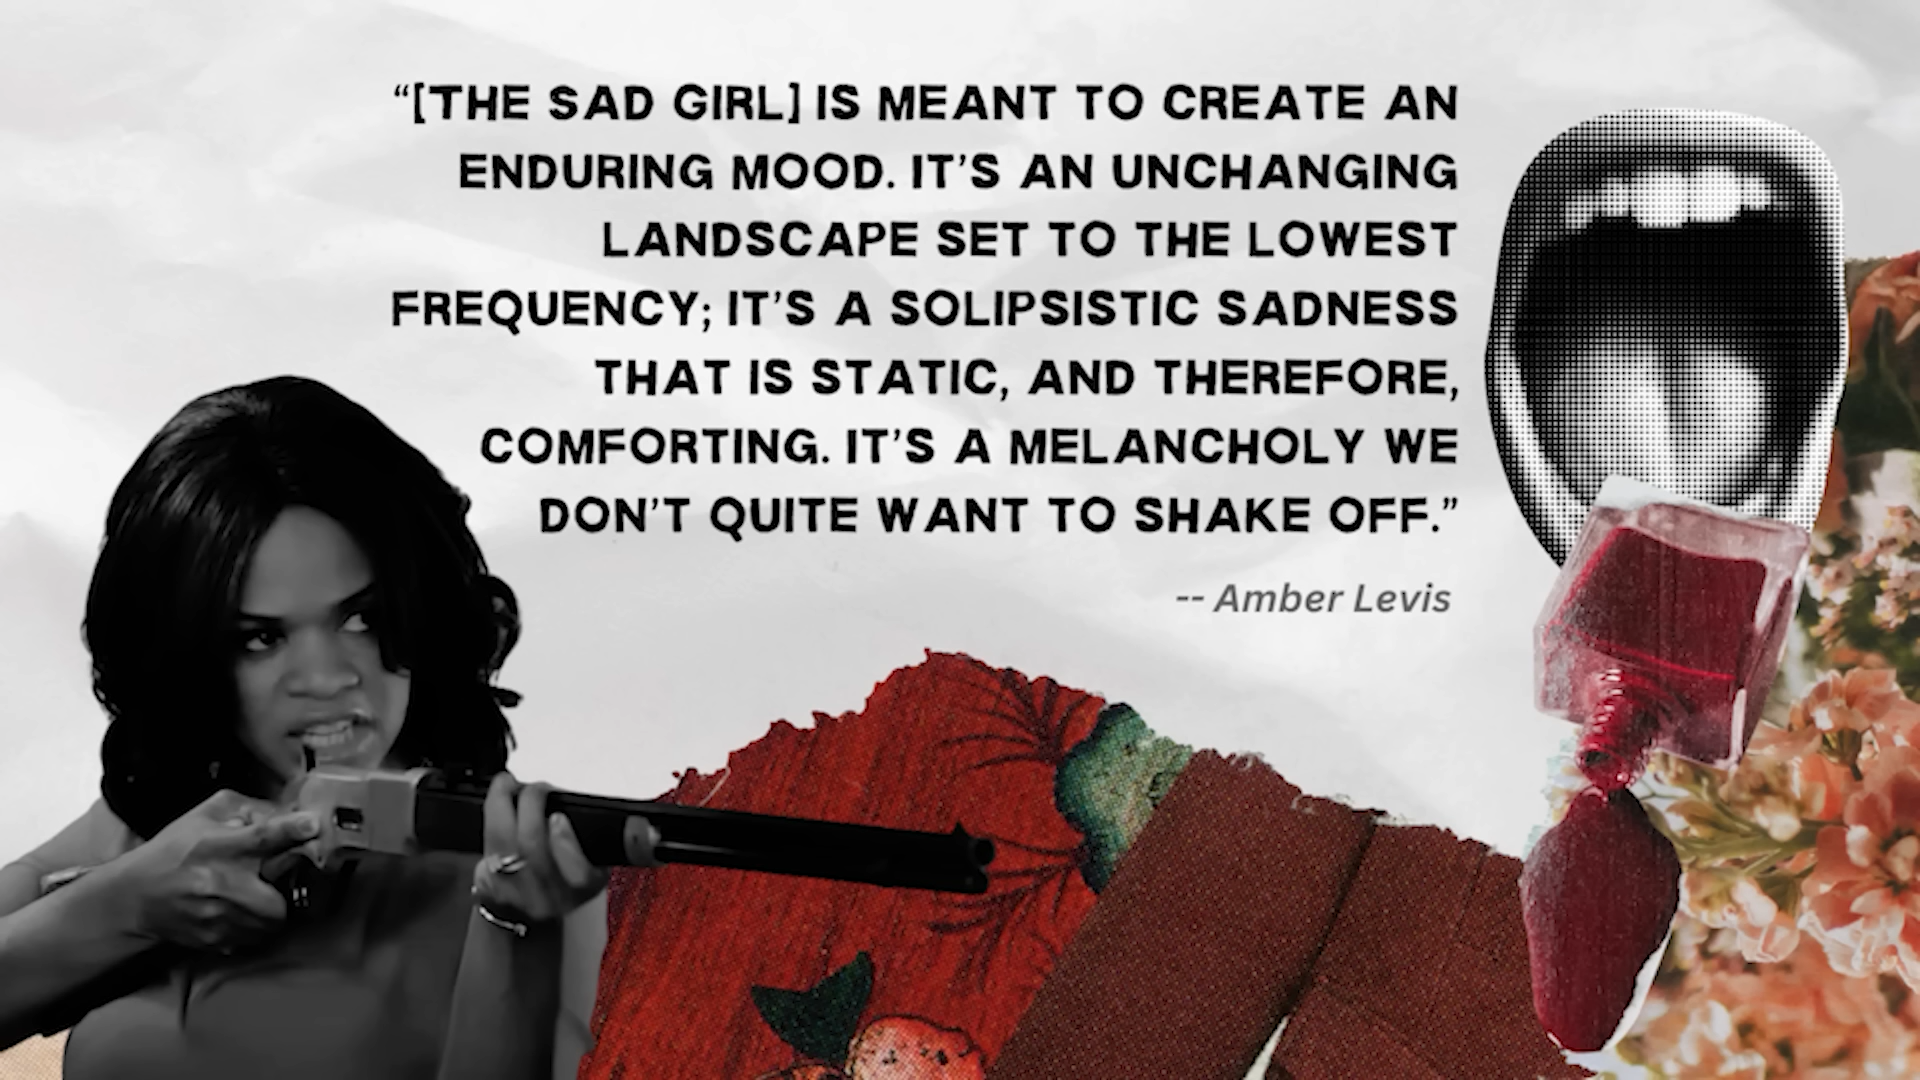 “[THE SAD GIRL] IS MEANT TO CREATE AN
ENDURING MOOD. IT’S AN UNCHANGING
LANDSCAPE SET TO THE LOWEST
FREQUENCY; IT’S A SOLIPSISTIC SADNESS
THAT IS STATIC, AND THEREFORE,
COMFORTING. IT’S A MELANCHOLY WE
DON’T QUITE WANT TO SHAKE OFF.”
-- Amber Levis